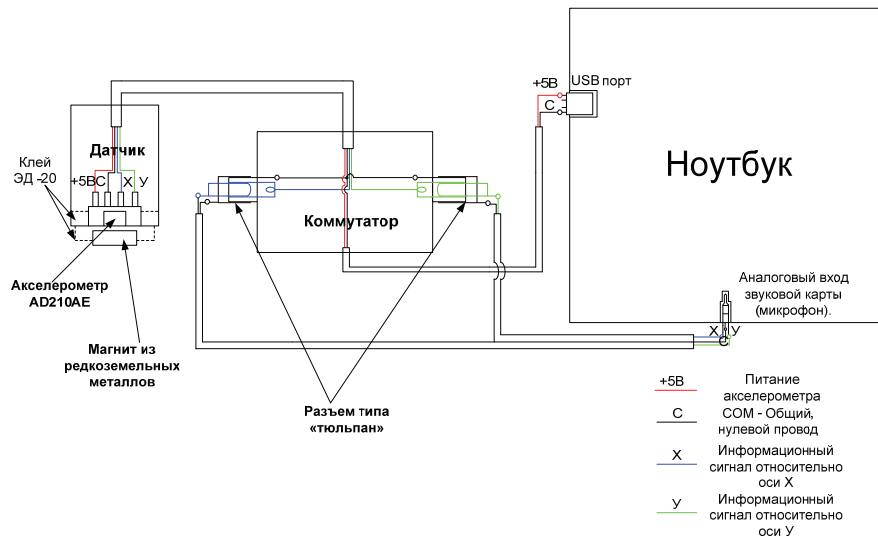 +5В
USB порт
С
Ноутбук
Клей
ЭД -20
Датчик
+5В
С
Х
У
Коммутатор
Акселерометр
AD210AE
Магнит из
редкоземельных
металлов
Разъем типа
«тюльпан»
Аналоговый вход
звуковой карты
(микрофон).
Х
У
С
+5В
Питание
акселерометра
С
СОМ - Общий,
нулевой провод
Х
Информационный
сигнал относительно
оси Х
У
Информационный
сигнал относительно
оси У